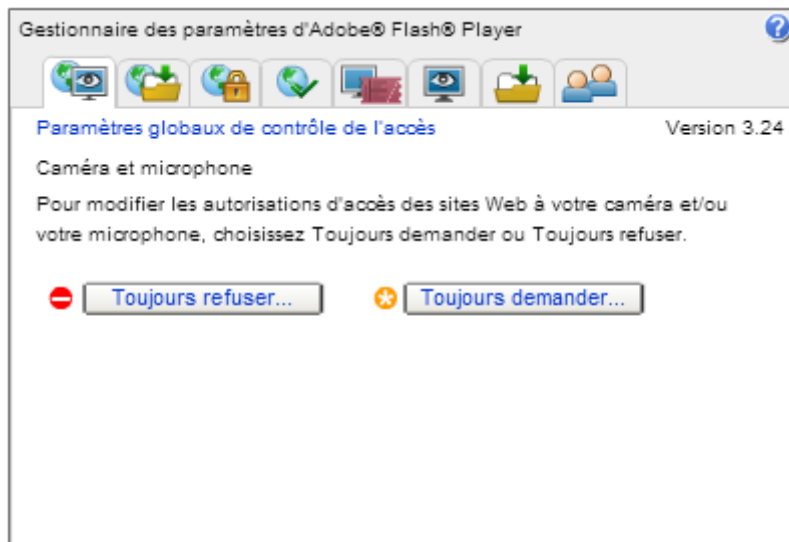 Gestionnaire des paramètres d'Adobe® Flash® Player
?
Paramètres globaux de contrôle de l'accès Version 3.24
Caméra et microphone
Pour modifier les autorisations d'accès des sites Web à votre caméra et/ou
votre microphone, choisissez Toujours demander ou Toujours refuser.
Toujours refuser... Toujours demander...